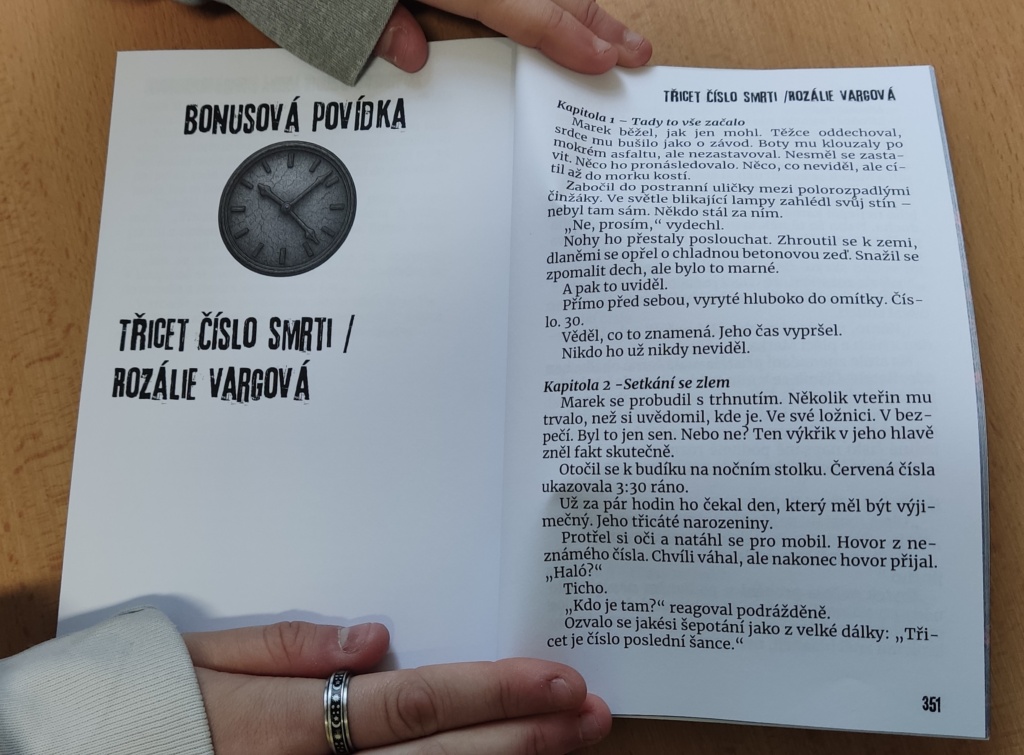 BONUSOVÁ POVÍDKA
TŘICET ČÍSLO SMRTI /
ROZÁLIE VARGOVÁ
TŘICET ČÍSLO SMRTI /ROZÁLIE VARGOVÁ
Kapitola 1 – Tady to vše začalo
Marek běžel, jak jen mohl. Těžce oddechoval,
srdce mu bušilo jako o závod. Boty mu klouzaly po
mokrém asfaltu, ale nezastavoval. Nesměl se zasta-
vit. Něco ho pronásledovalo. Něco, co neviděl, ale cí-
til až do morku kostí.
Zabočil do postranní uličky mezi polorozpadlými
činžáky. Ve světle blikající lampy zahlédl svůj stín –
nebyl tam sám. Někdo stál za ním.
„Ne, prosím,“ vydechl.
Nohy ho přestaly poslouchat. Zhroutil se k zemi,
dlaněmi se opřel o chladnou betonovou zeď. Snažil se
zpomalit dech, ale bylo to marné.
A pak to uviděl.
Přímo před sebou, vyryté hluboko do omítky. Čís-
lo. 30.
Věděl, co to znamená. Jeho čas vypršel.
Nikdo ho už nikdy neviděl.
Kapitola 2 -Setkání se zlem
Marek se probudil s trhnutím. Několik vteřin mu
trvalo, než si uvědomil, kde je. Ve své ložnici. V bez-
pečí. Byl to jen sen. Nebo ne? Ten výkřik v jeho hlavě
zněl fakt skutečně.
Otočil se k budíku na nočním stolku. Červená čísla
ukazovala 3:30 ráno.
Už za pár hodin ho čekal den, který měl být výji-
mečný. Jeho třicáté narozeniny.
Protřel si oči a natáhl se pro mobil. Hovor z ne-
známého čísla. Chvíli váhal, ale nakonec hovor přijal.
„Haló?“
Ticho.
„Kdo je tam?“ reagoval podrážděně.
Ozvalo se jakési šepotání jako z velké dálky: „Tři-
cet je číslo poslední šance.“
351